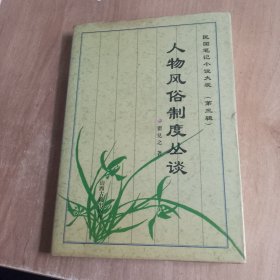 民国笔记小说大观（第三辑）
人物风俗制度丛谈
瞿兑之 著